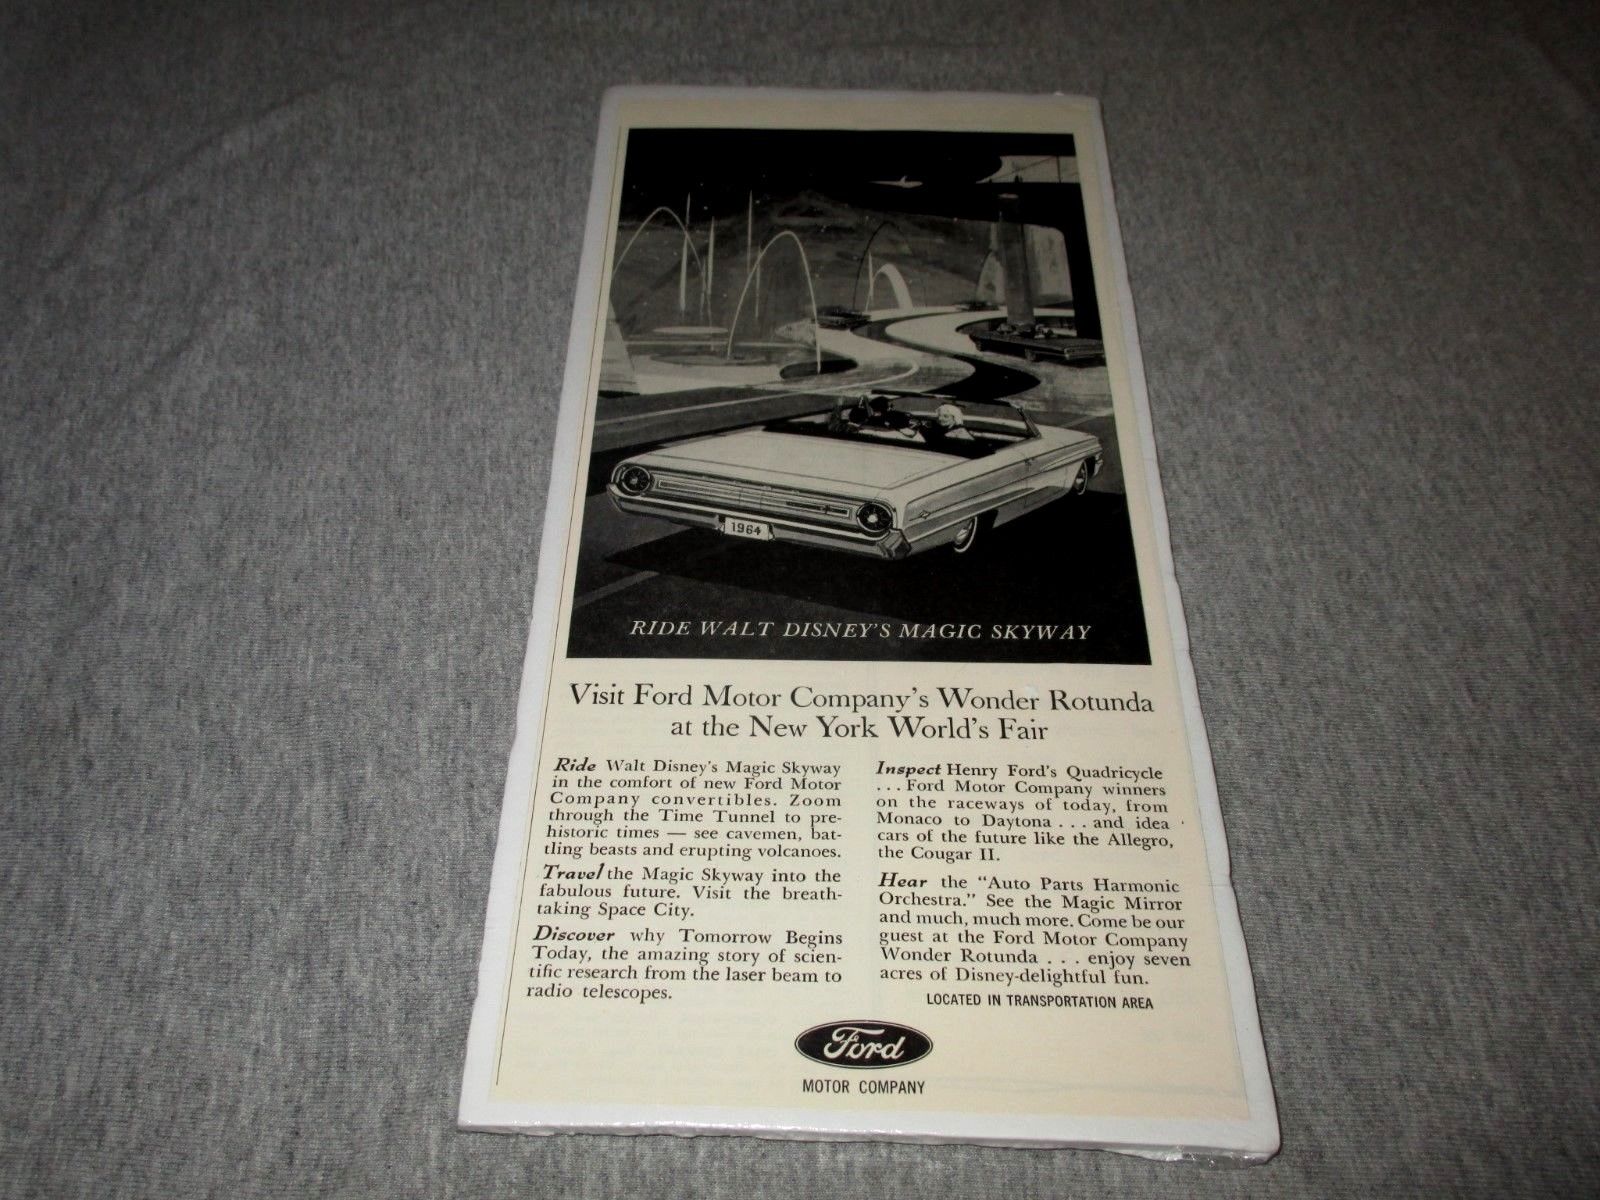 1964
RIDE WALT DISNEY'S MAGIC SKYWAY
Visit Ford Motor Company's Wonder Rotunda
at the New York World's Fair
Ride Walt Disney's Magic Skyway
in the comfort of new Ford Motor
Company convertibles. Zoom
through the Time Tunnel to pre-
historic times — see cavemen, bat-
tling beasts and erupting volcanoes.
Travel the Magic Skyway into the
fabulous future. Visit the breath-
taking Space City.
Discover why Tomorrow Begins
Today, the amazing story of scien-
tific research from the laser beam to
radio telescopes.
Inspect Henry Ford's Quadricycle
. . . Ford Motor Company winners
on the raceways of today, from
Monaco to Daytona . . . and idea
cars of the future like the Allegro,
the Cougar II.
Hear the "Auto Parts Harmonic
Orchestra." See the Magic Mirror
and much, much more. Come be our
guest at the Ford Motor Company
Wonder Rotunda . . . enjoy seven
acres of Disney-delightful fun.
LOCATED IN TRANSPORTATION AREA
Ford
MOTOR COMPANY